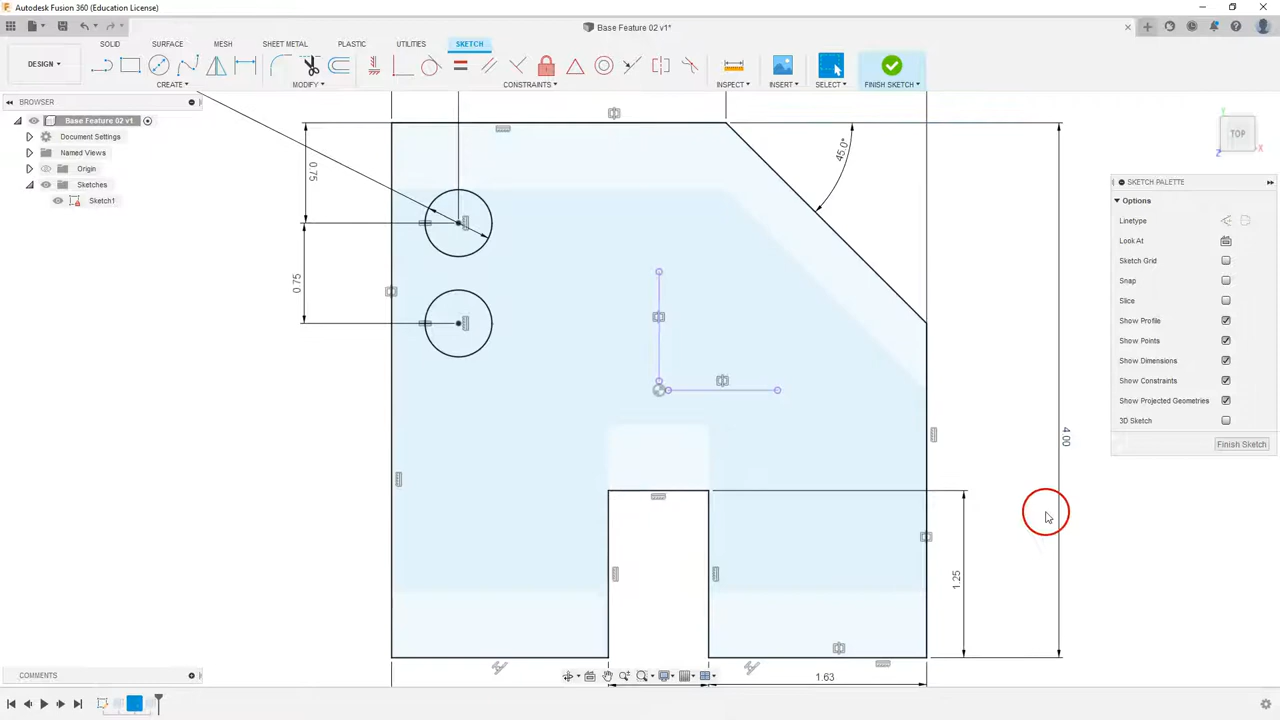 Autodesk Fusion 360 (Education License)
Base Feature 02 v1*
SOLID SURFACE MESH SHEET METAL PLASTIC UTILITIES SKETCH
DESIGN
CREATE MODIFY CONSTRAINTS INSPECT INSERT SELECT FINISH SKETCH
BROWSER
Base Feature 02 v1
Document Settings
Named Views
Origin
Sketches
Sketch1
0.75
0.75
45.0°
4.00
1.25
1.63
Y
TOP
X
Z
SKETCH PALETTE
Options
Linetype
Look At
Sketch Grid
Snap
Slice
Show Profile
Show Points
Show Dimensions
Show Constraints
Show Projected Geometries
3D Sketch
Finish Sketch
COMMENTS